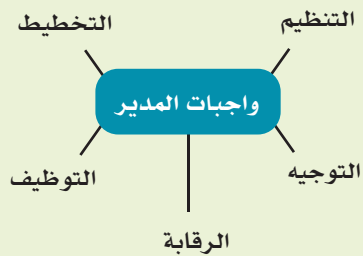 التنظيم
التخطيط
واجبات المدير
التوجيه
التوظيف
الرقابة